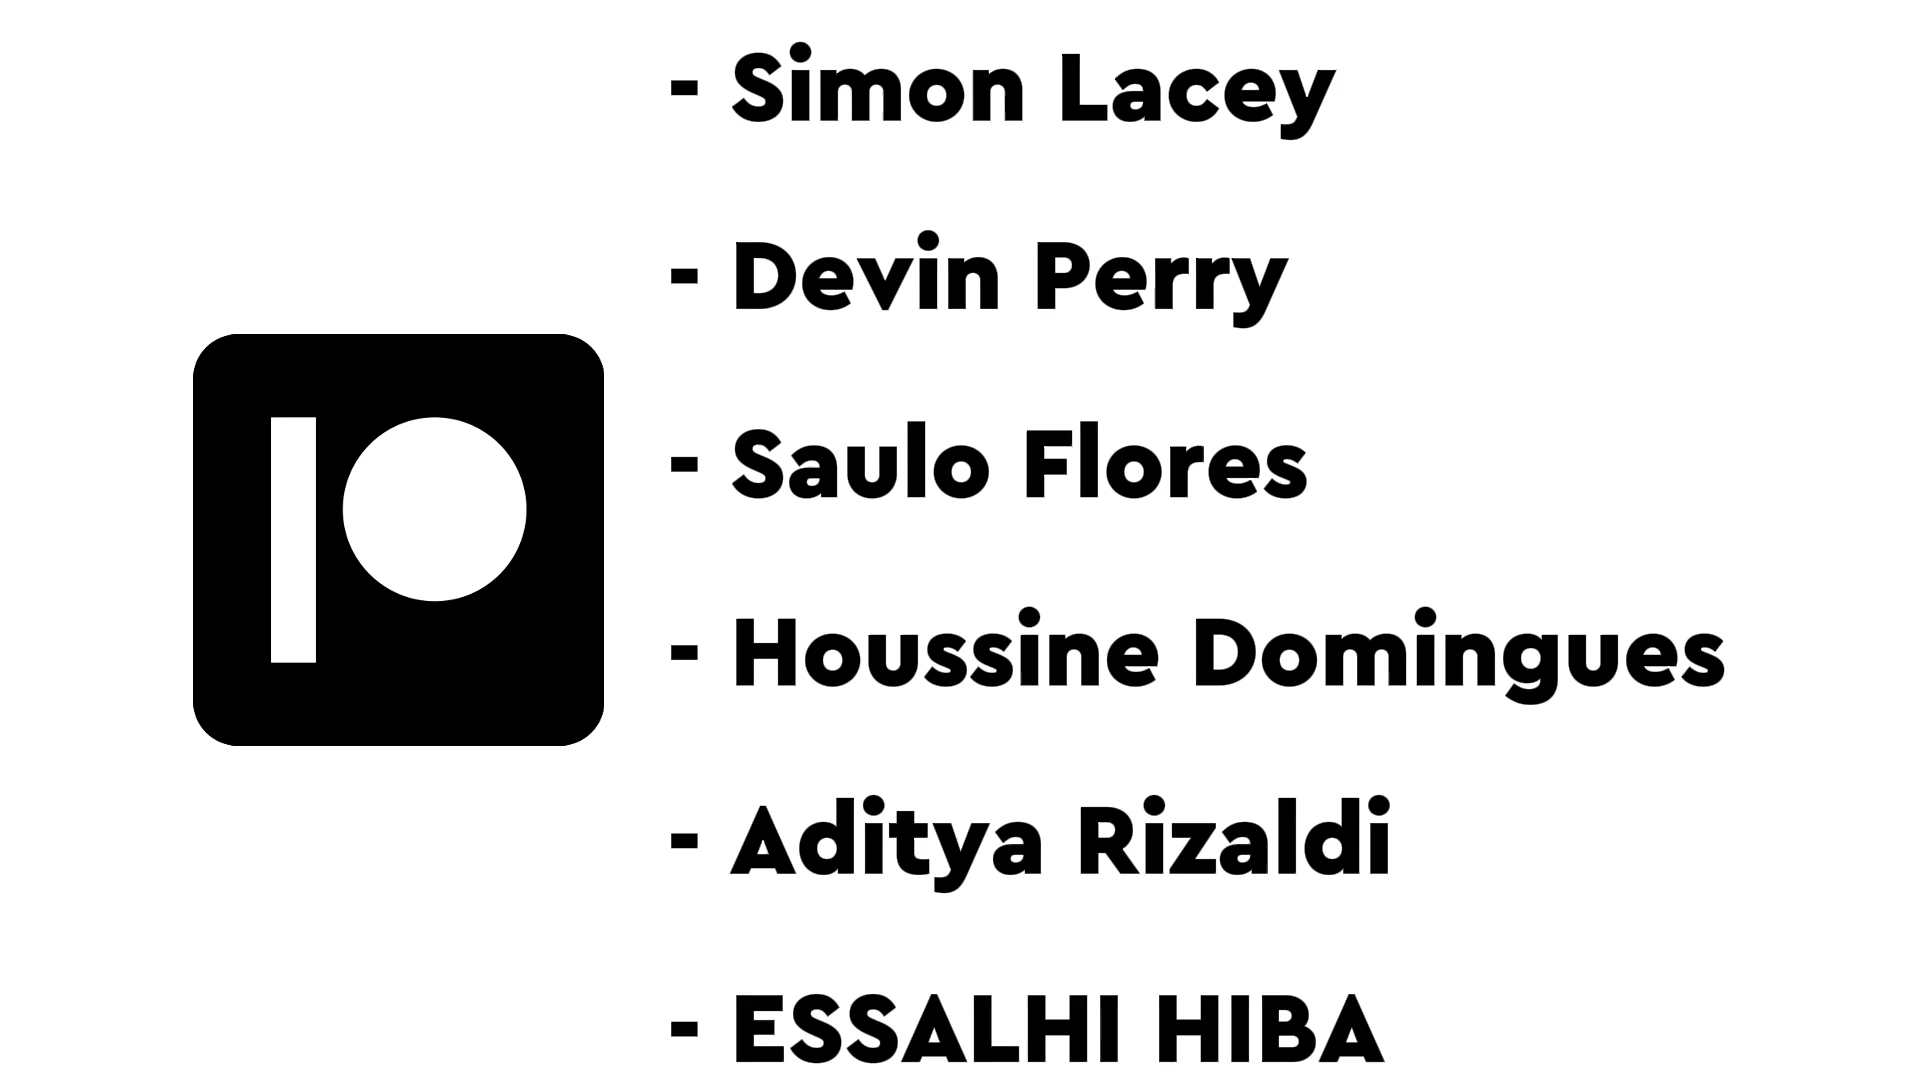 - Simon Lacey
- Devin Perry
- Saulo Flores
- Houssine Domingues
- Aditya Rizaldi
- ESSALHI HIBA